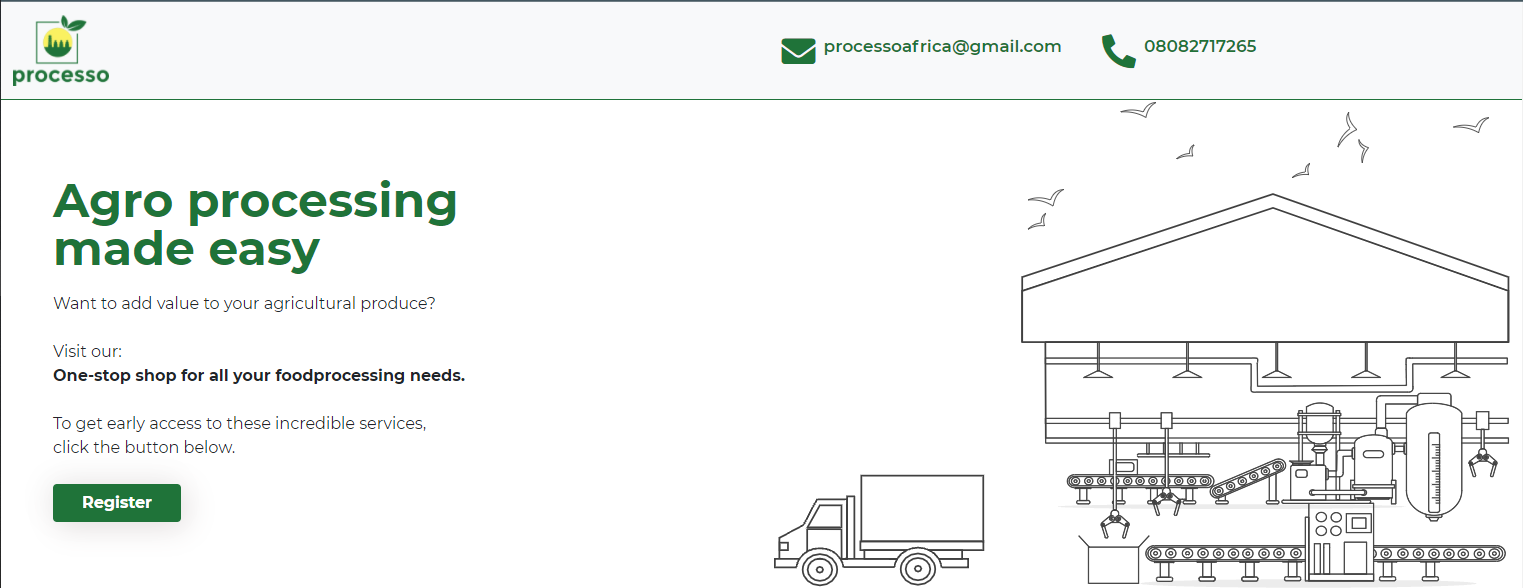 processo
processoafrica@gmail.com
08082717265
Agro processing
made easy
Want to add value to your agricultural produce?
Visit our:
One-stop shop for all your foodprocessing needs.
To get early access to these incredible services,
click the button below.
Register